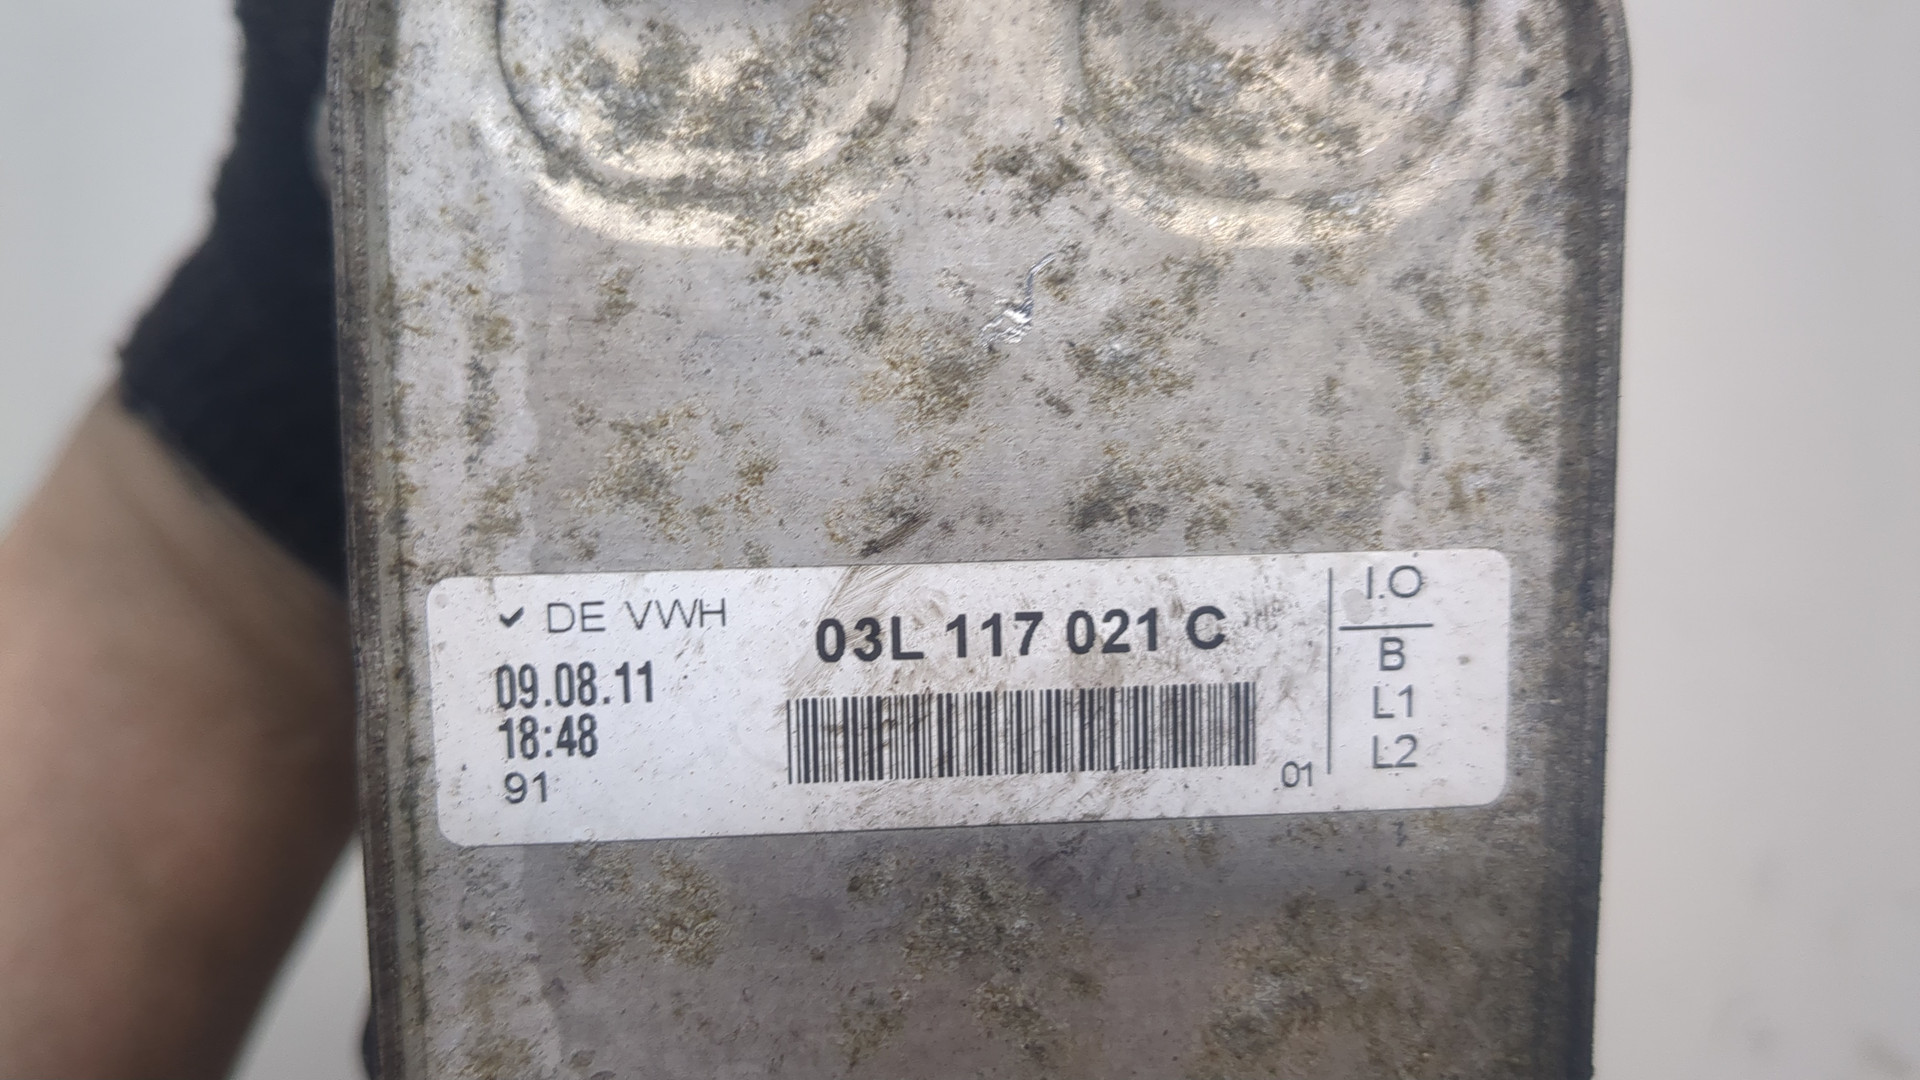 DE VWH
09.08.11
18:48
91
03L 117 021 C
01
I.O
B
L1
L2